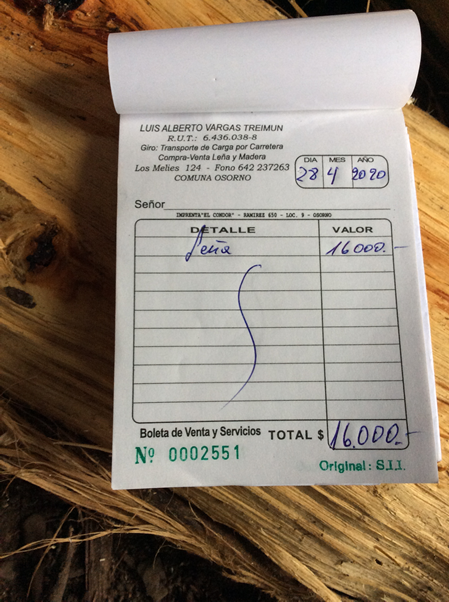 LUIS ALBERTO VARGAS TREIMUN
R.U.T.: 6.436.038-8
Giro: Transporte de Carga por Carretera
Compra-Venta Leña y Madera
Los Melies 124 - Fono 642 237263
COMUNA OSORNO
DIA MES AÑO
28 4 2020
Señor
IMPRENTA "EL CONDOR" - RAMIREZ 650 - LOC. 9 - OSORNO
DETALLE VALOR
Leña 16000.-
Boleta de Venta y Servicios TOTAL $ 16.000.-
Nº 0002551
Original: S.I.I.